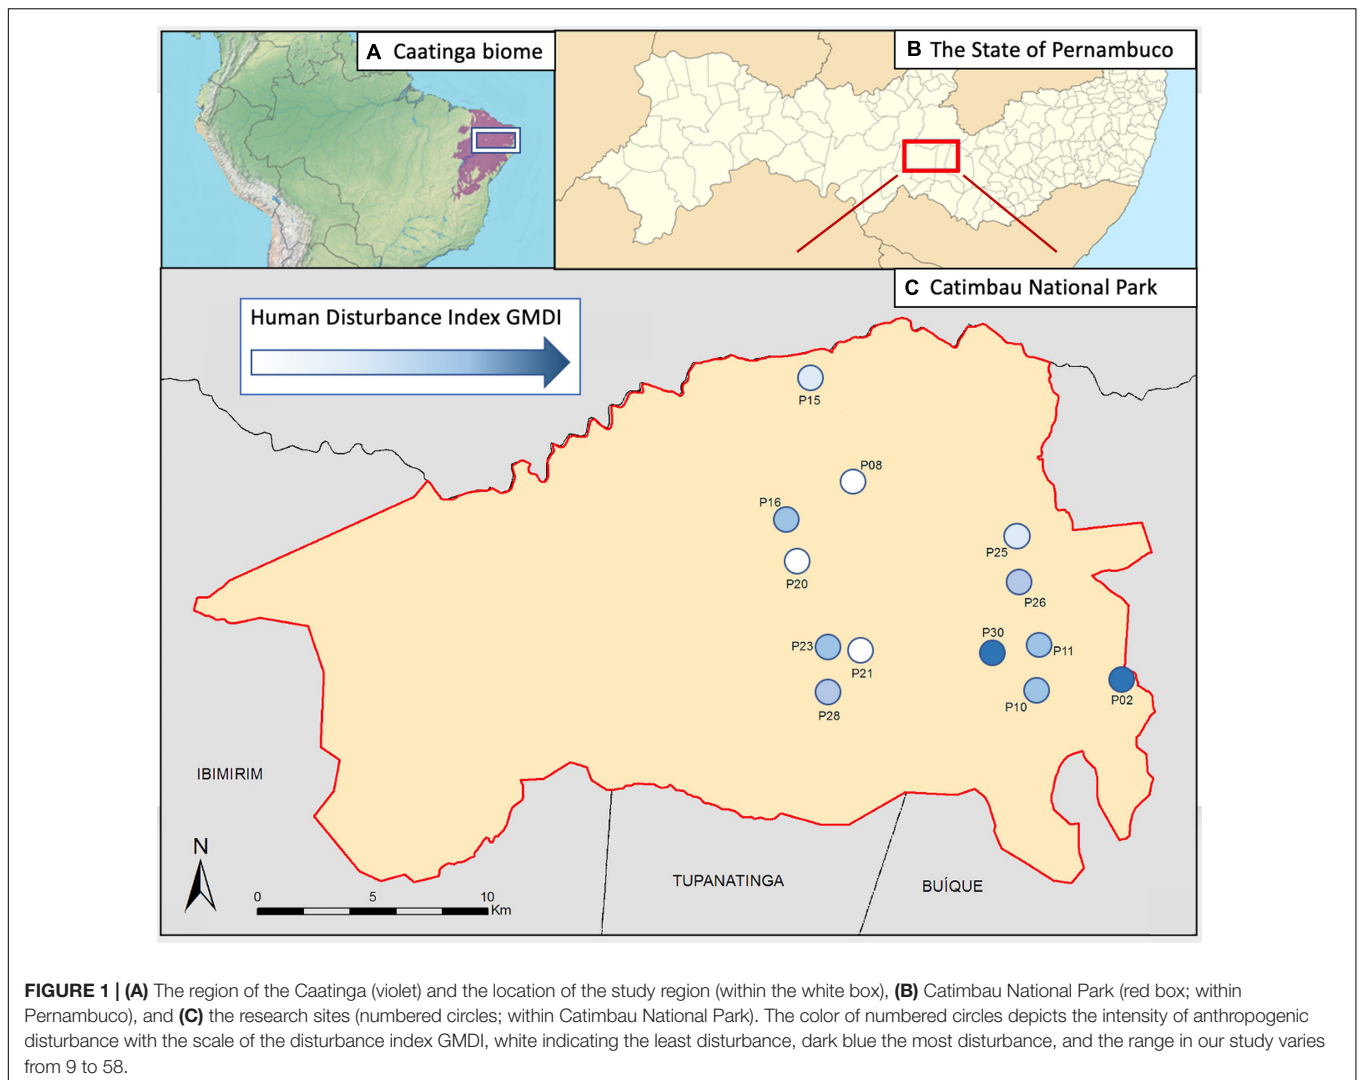 A Caatinga biome
B The State of Pernambuco
C Catimbau National Park
Human Disturbance Index GMDI
P15
P08
P16
P25
P20
P26
P30
P23
P11
P21
P02
P10
P28
IBIMIRIM
N
TUPANATINGA
BUÍQUE
0 5 10
Km
FIGURE 1 | (A) The region of the Caatinga (violet) and the location of the study region (within the white box), (B) Catimbau National Park (red box; within
Pernambuco), and (C) the research sites (numbered circles; within Catimbau National Park). The color of numbered circles depicts the intensity of anthropogenic
disturbance with the scale of the disturbance index GMDI, white indicating the least disturbance, dark blue the most disturbance, and the range in our study varies
from 9 to 58.